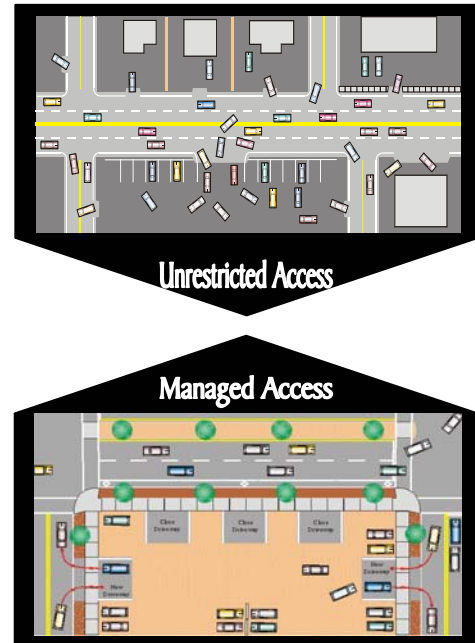 Unrestricted Access
Managed Access
Close
Driveway
Close
Driveway
Close
Driveway
New
Driveway
New
Driveway